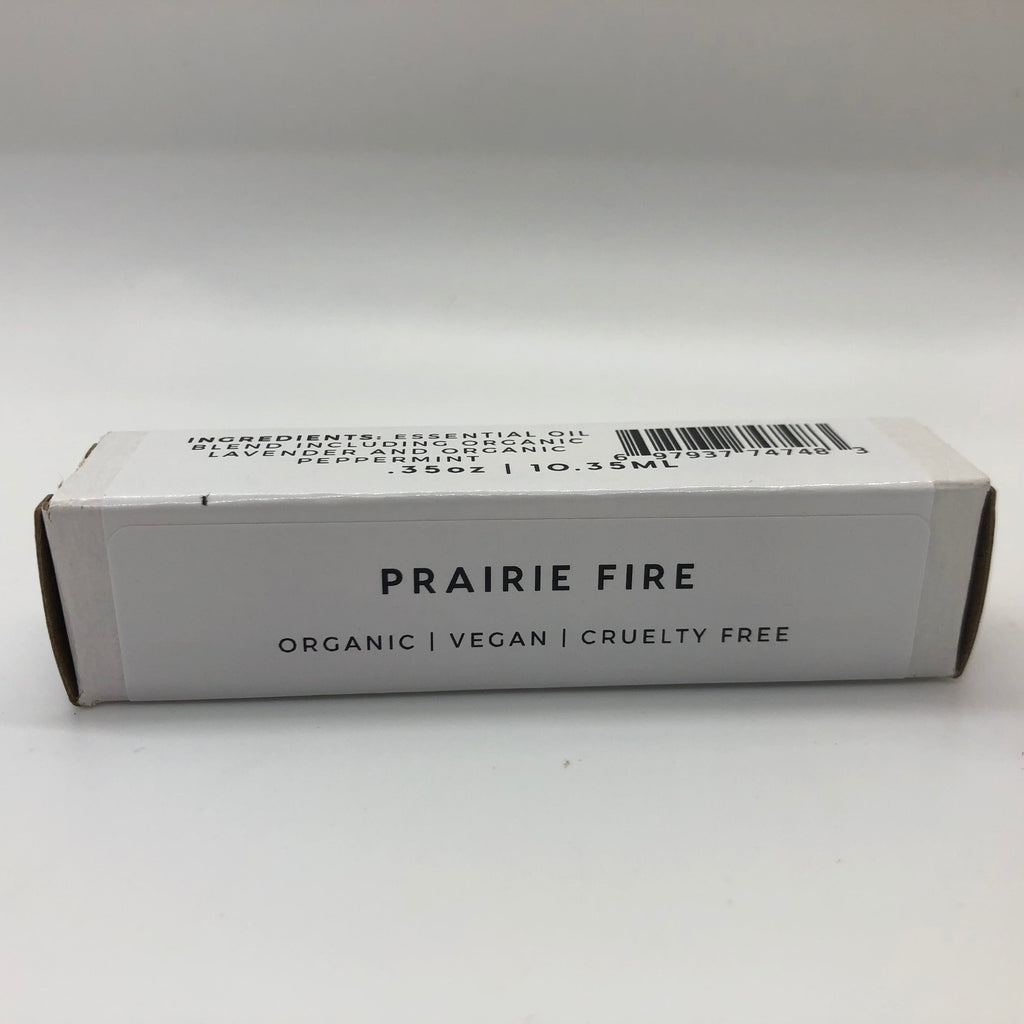 INGREDIENTS: ESSENTIAL OIL
BLEND INCLUDING ORGANIC
LAVENDER AND ORGANIC
PEPPERMINT
.35oz | 10.35ML
6 97937 74748 3
PRAIRIE FIRE
ORGANIC | VEGAN | CRUELTY FREE